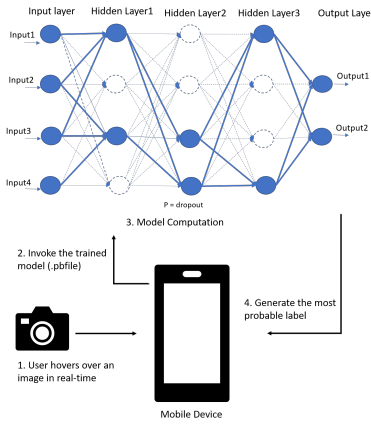 Input layer Hidden Layer1 Hidden Layer2 Hidden Layer3 Output Laye
Input1
Input2
Output1
Input3
Output2
Input4
P = dropout
3. Model Computation
2. Invoke the trained
model (.pbfile)
4. Generate the most
probable label
1. User hovers over an
image in real-time
Mobile Device